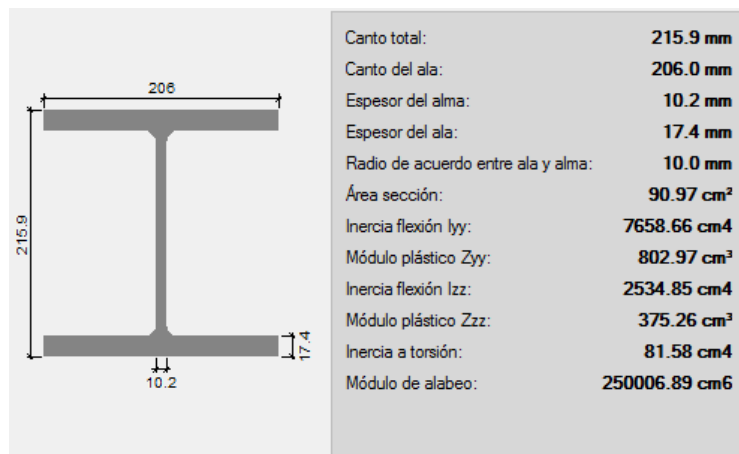 206
215.9
17.4
10.2
Canto total: 215.9 mm
Canto del ala: 206.0 mm
Espesor del alma: 10.2 mm
Espesor del ala: 17.4 mm
Radio de acuerdo entre ala y alma: 10.0 mm
Área sección: 90.97 cm²
Inercia flexión Iyy: 7658.66 cm4
Módulo plástico Zyy: 802.97 cm³
Inercia flexión Izz: 2534.85 cm4
Módulo plástico Zzz: 375.26 cm³
Inercia a torsión: 81.58 cm4
Módulo de alabeo: 250006.89 cm6